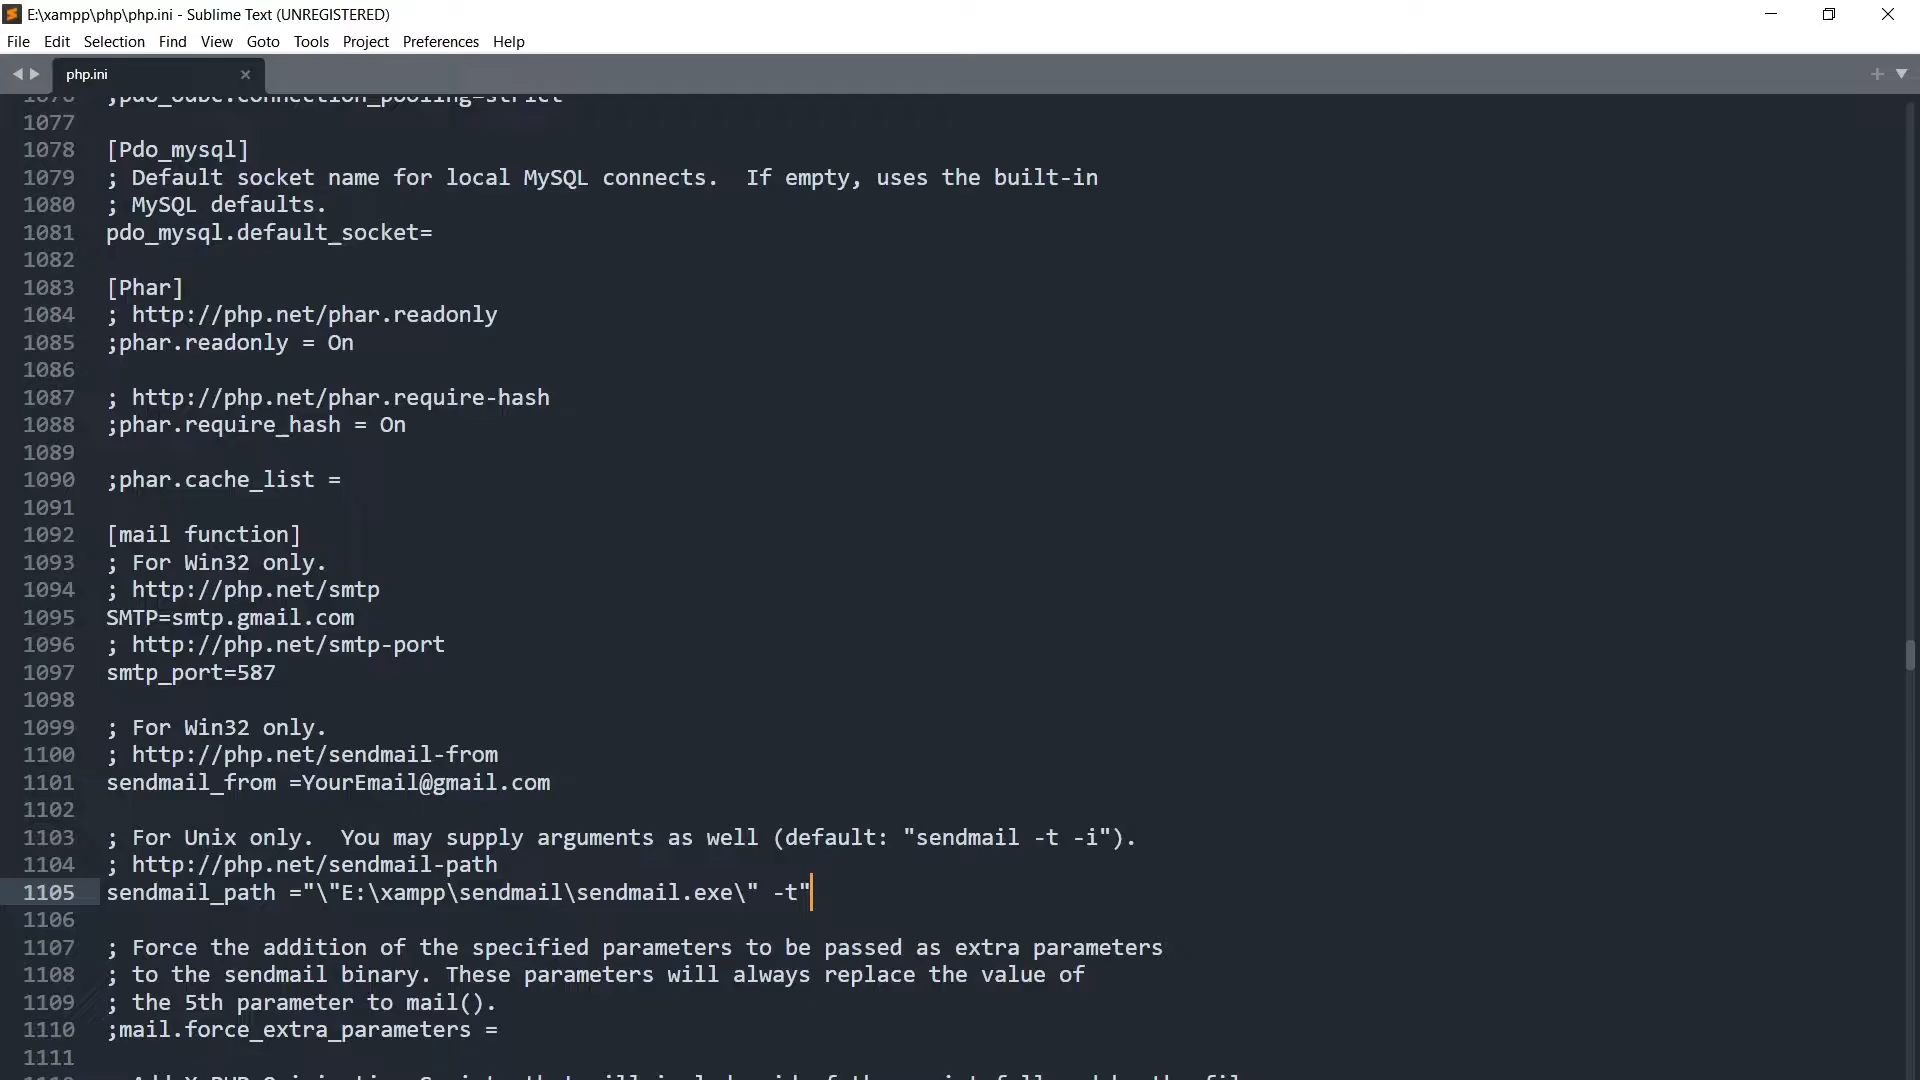 E:\xampp\php\php.ini - Sublime Text (UNREGISTERED)
File Edit Selection Find View Goto Tools Project Preferences Help
php.ini
1076 ;pdo_odbc.connection_pooling=strict
1077
1078 [Pdo_mysql]
1079 ; Default socket name for local MySQL connects.  If empty, uses the built-in
1080 ; MySQL defaults.
1081 pdo_mysql.default_socket=
1082
1083 [Phar]
1084 ; http://php.net/phar.readonly
1085 ;phar.readonly = On
1086
1087 ; http://php.net/phar.require-hash
1088 ;phar.require_hash = On
1089
1090 ;phar.cache_list =
1091
1092 [mail function]
1093 ; For Win32 only.
1094 ; http://php.net/smtp
1095 SMTP=smtp.gmail.com
1096 ; http://php.net/smtp-port
1097 smtp_port=587
1098
1099 ; For Win32 only.
1100 ; http://php.net/sendmail-from
1101 sendmail_from =YourEmail@gmail.com
1102
1103 ; For Unix only.  You may supply arguments as well (default: "sendmail -t -i").
1104 ; http://php.net/sendmail-path
1105 sendmail_path ="\"E:\xampp\sendmail\sendmail.exe\" -t"
1106
1107 ; Force the addition of the specified parameters to be passed as extra parameters
1108 ; to the sendmail binary. These parameters will always replace the value of
1109 ; the 5th parameter to mail().
1110 ;mail.force_extra_parameters =
1111